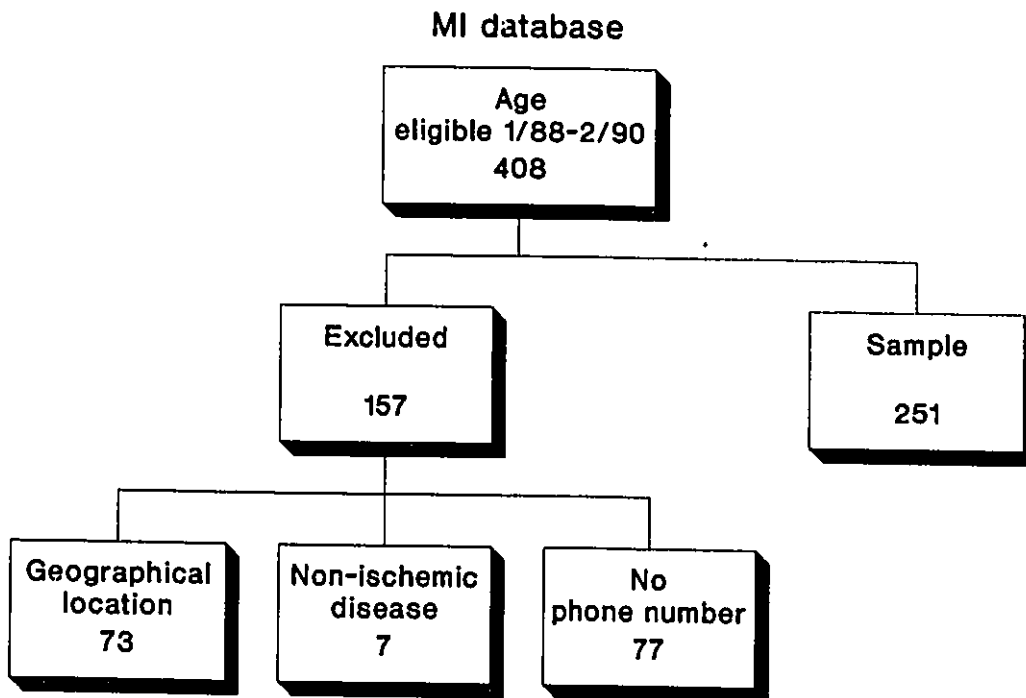 MI database
Age
eligible 1/88-2/90
408
Excluded
157
Sample
251
Geographical
location
73
Non-ischemic
disease
7
No
phone number
77